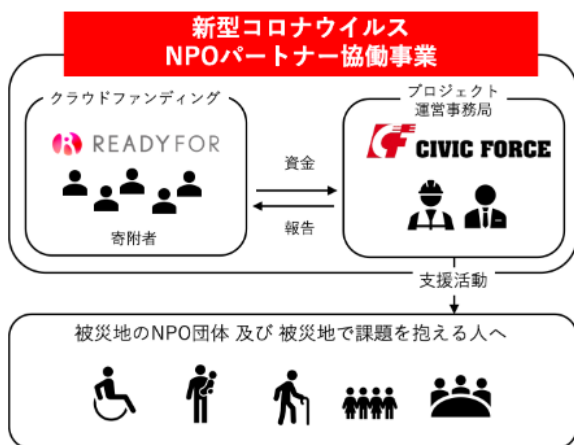 新型コロナウイルス
NPOパートナー協働事業
クラウドファンディング
READYFOR
寄附者
資金
報告
プロジェクト
運営事務局
CIVIC FORCE
支援活動
被災地のNPO団体 及び 被災地で課題を抱える人へ